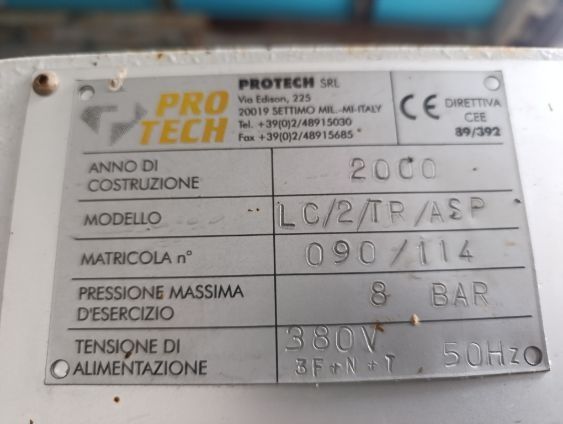 PRO
TECH
PROTECH SRL
Via Edison, 225
20019 SETTIMO MIL.-MI-ITALY
Tel. +39(0)2/48915030
Fax +39(0)2/48915685
CE DIRETTIVA
CEE
89/392
ANNO DI
COSTRUZIONE
2000
MODELLO
LC/2/TR/ASP
MATRICOLA n°
090/114
PRESSIONE MASSIMA
D'ESERCIZIO
8 BAR
TENSIONE DI
ALIMENTAZIONE
380V 50Hz
3F+N+T